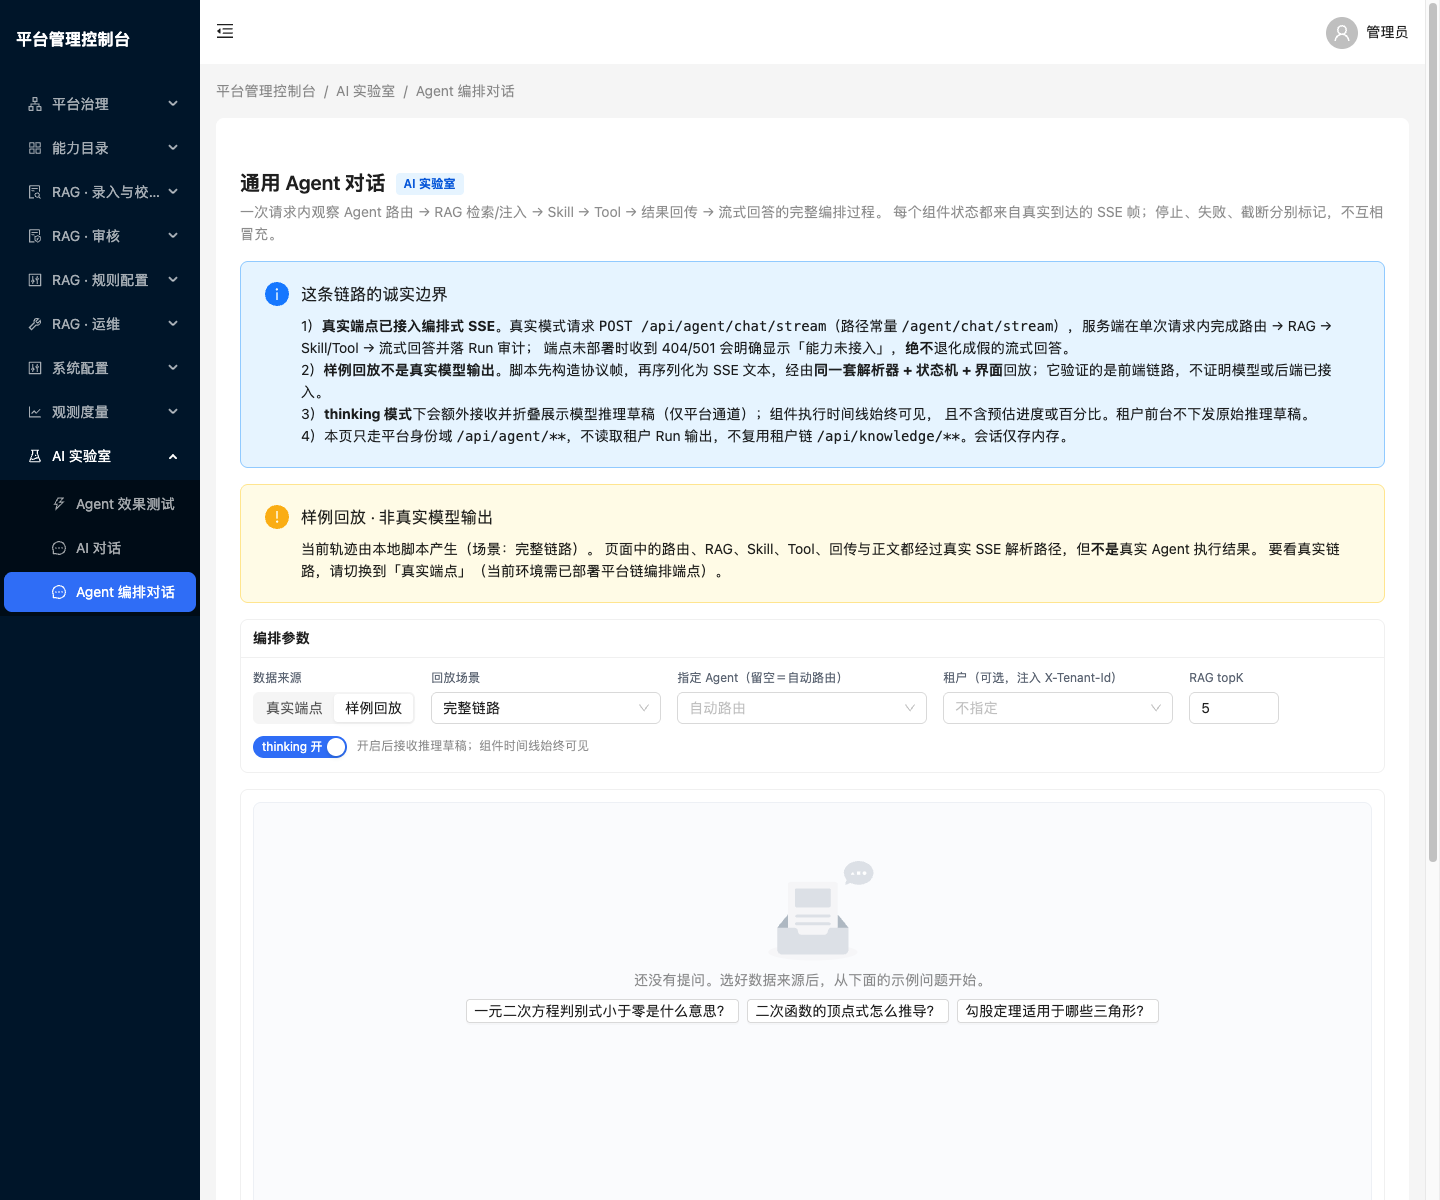 平台管理控制台
管理员
平台治理
能力目录
RAG · 录入与校...
RAG · 审核
RAG · 规则配置
RAG · 运维
系统配置
观测度量
AI 实验室
Agent 效果测试
AI 对话
Agent 编排对话
平台管理控制台 / AI 实验室 / Agent 编排对话
通用 Agent 对话 AI 实验室
一次请求内观察 Agent 路由 → RAG 检索/注入 → Skill → Tool → 结果回传 → 流式回答的完整编排过程。 每个组件状态都来自真实到达的 SSE 帧；停止、失败、截断分别标记，不互相
冒充。
这条链路的诚实边界
1）真实端点已接入编排式 SSE。真实模式请求 POST /api/agent/chat/stream（路径常量 /agent/chat/stream），服务端在单次请求内完成路由 → RAG →
Skill/Tool → 流式回答并落 Run 审计； 端点未部署时收到 404/501 会明确显示「能力未接入」，绝不退化成假的流式回答。
2）样例回放不是真实模型输出。脚本先构造协议帧，再序列化为 SSE 文本，经由同一套解析器 + 状态机 + 界面回放；它验证的是前端链路，不证明模型或后端已接
入。
3）thinking 模式下会额外接收并折叠展示模型推理草稿（仅平台通道）；组件执行时间线始终可见， 且不含预估进度或百分比。租户前台不下发原始推理草稿。
4）本页只走平台身份域 /api/agent/**，不读取租户 Run 输出，不复用租户链 /api/knowledge/**。会话仅存内存。
样例回放 · 非真实模型输出
当前轨迹由本地脚本产生（场景：完整链路）。 页面中的路由、RAG、Skill、Tool、回传与正文都经过真实 SSE 解析路径，但不是真实 Agent 执行结果。 要看真实链
路，请切换到「真实端点」（当前环境需已部署平台链编排端点）。
编排参数
数据来源 回放场景 指定 Agent（留空＝自动路由） 租户（可选，注入 X-Tenant-Id） RAG topK
真实端点 样例回放 完整链路 自动路由 不指定 5
thinking 开 开启后接收推理草稿；组件时间线始终可见
还没有提问。选好数据来源后，从下面的示例问题开始。
一元二次方程判别式小于零是什么意思？ 二次函数的顶点式怎么推导？ 勾股定理适用于哪些三角形？